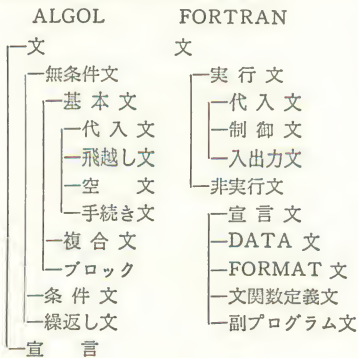 ALGOL FORTRAN
文 文
無条件文 実行文
基本文 代入文
代入文 制御文
飛越し文 入出力文
空文 非実行文
手続き文 宣言文
複合文 DATA 文
ブロック FORMAT 文
条件文 文関数定義文
繰返し文 副プログラム文
宣言